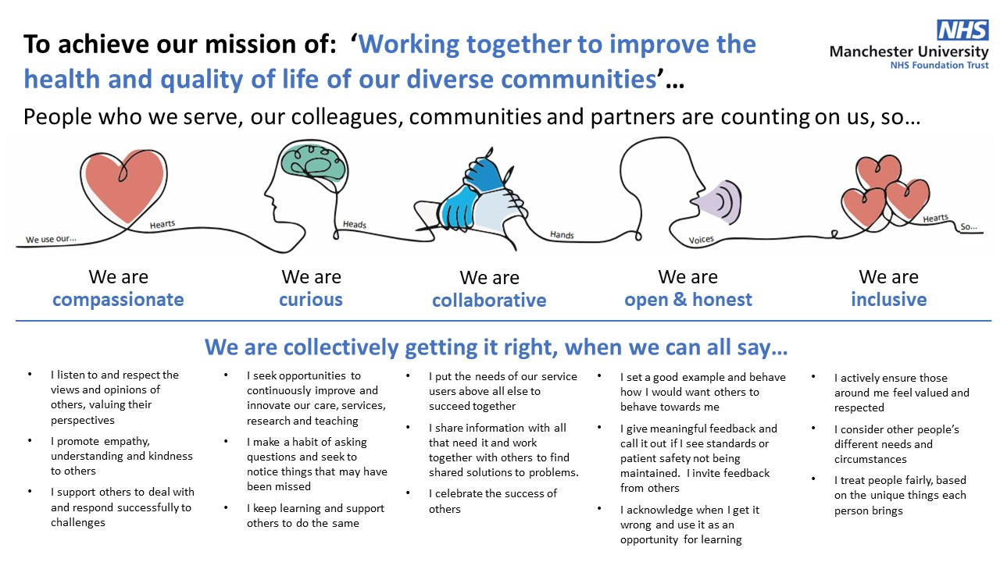 To achieve our mission of: ‘Working together to improve the
health and quality of life of our diverse communities’…
NHS
Manchester University
NHS Foundation Trust
People who we serve, our colleagues, communities and partners are counting on us, so…
We use our...
Hearts
Heads
Hands
Voices
Hearts
So...
We are
compassionate
We are
curious
We are
collaborative
We are
open & honest
We are
inclusive
We are collectively getting it right, when we can all say…
• I listen to and respect the
views and opinions of
others, valuing their
perspectives
• I promote empathy,
understanding and kindness
to others
• I support others to deal with
and respond successfully to
challenges
• I seek opportunities to
continuously improve and
innovate our care, services,
research and teaching
• I make a habit of asking
questions and seek to
notice things that may have
been missed
• I keep learning and support
others to do the same
• I put the needs of our service
users above all else to
succeed together
• I share information with all
that need it and work
together with others to find
shared solutions to problems.
• I celebrate the success of
others
• I set a good example and behave
how I would want others to
behave towards me
• I give meaningful feedback and
call it out if I see standards or
patient safety not being
maintained. I invite feedback
from others
• I acknowledge when I get it
wrong and use it as an
opportunity for learning
• I actively ensure those
around me feel valued and
respected
• I consider other people’s
different needs and
circumstances
• I treat people fairly, based
on the unique things each
person brings